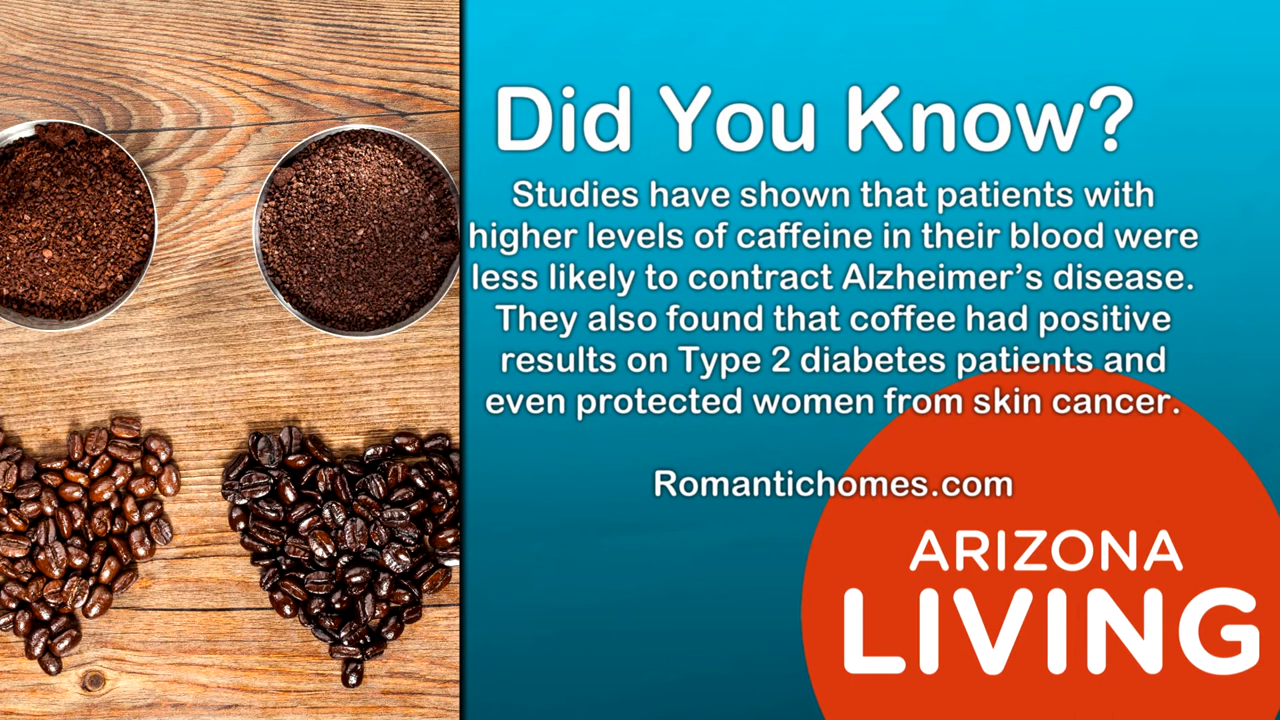 Did You Know?
Studies have shown that patients with
higher levels of caffeine in their blood were
less likely to contract Alzheimer’s disease.
They also found that coffee had positive
results on Type 2 diabetes patients and
even protected women from skin cancer.
Romantichomes.com
ARIZONA
LIVING